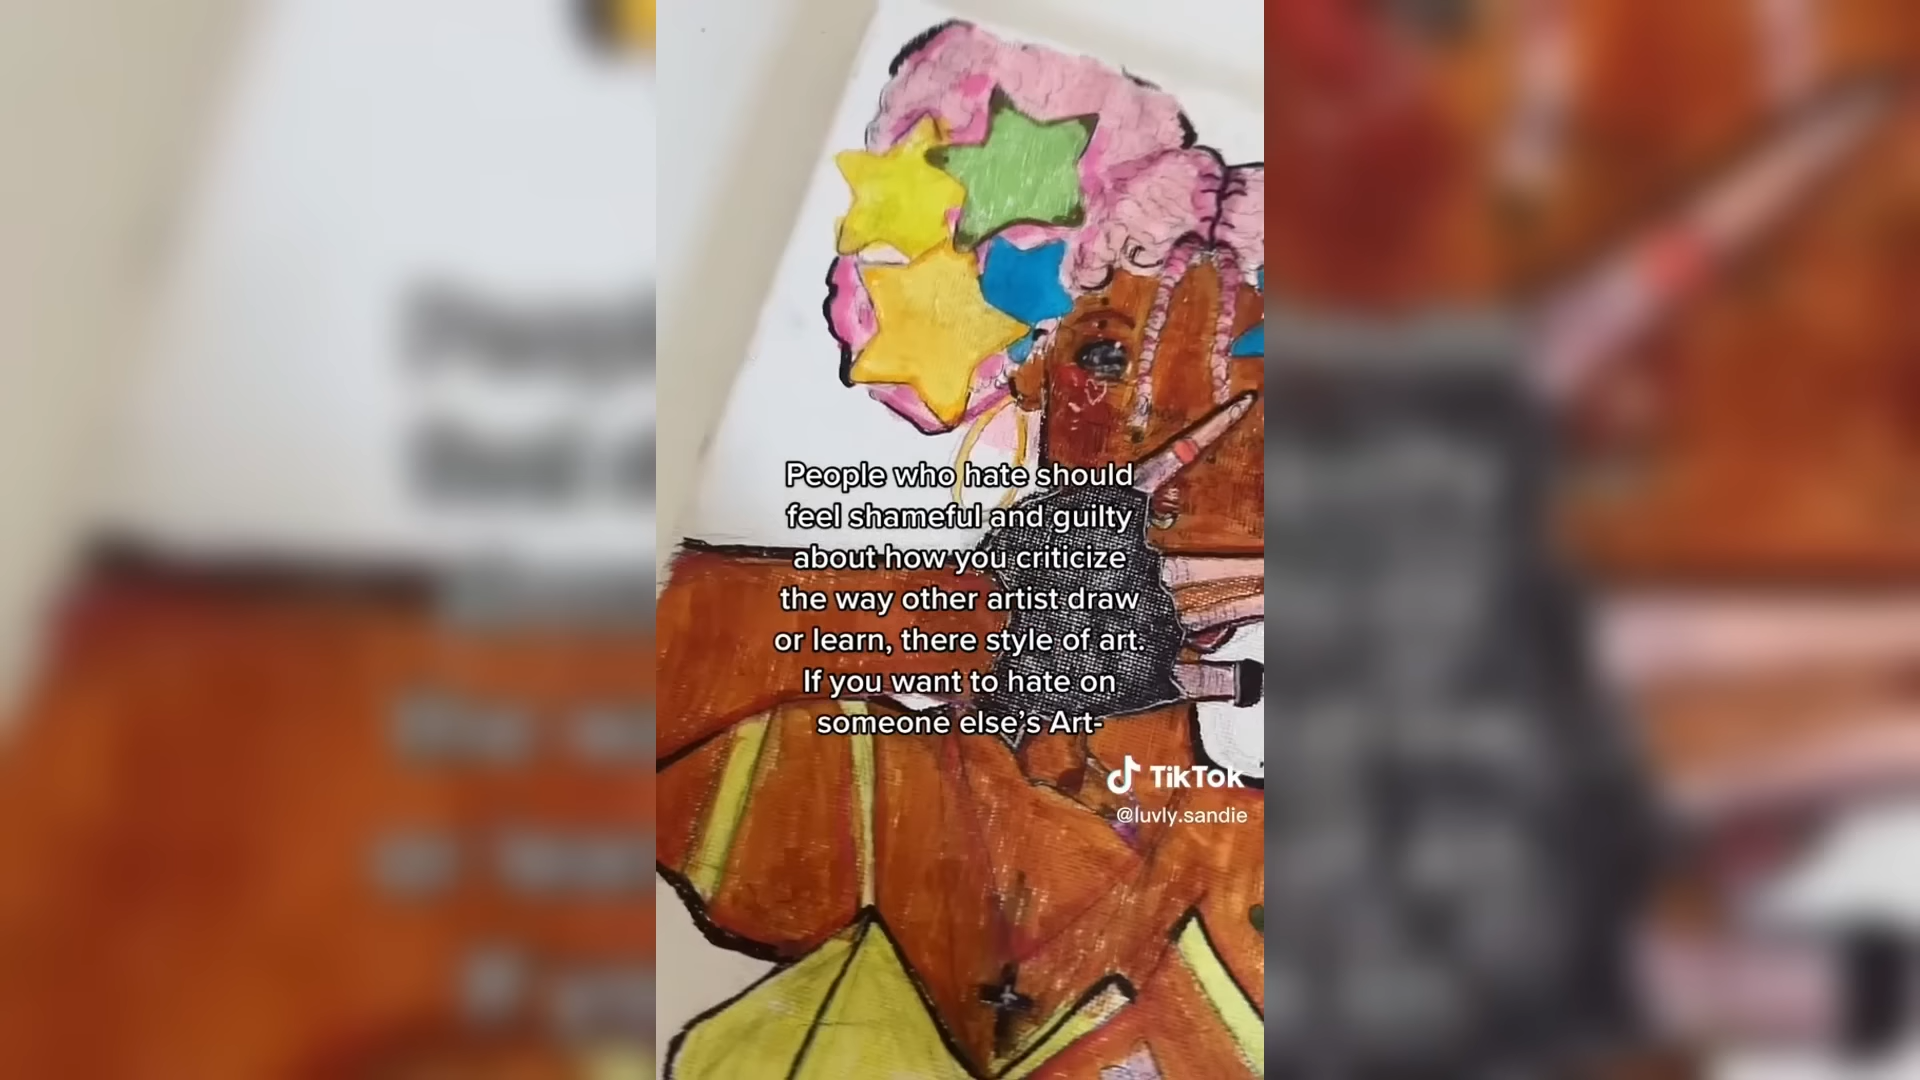 People who hate should
feel shameful and guilty
about how you criticize
the way other artist draw
or learn, there style of art.
If you want to hate on
someone else’s Art-
TikTok
@luvly.sandie